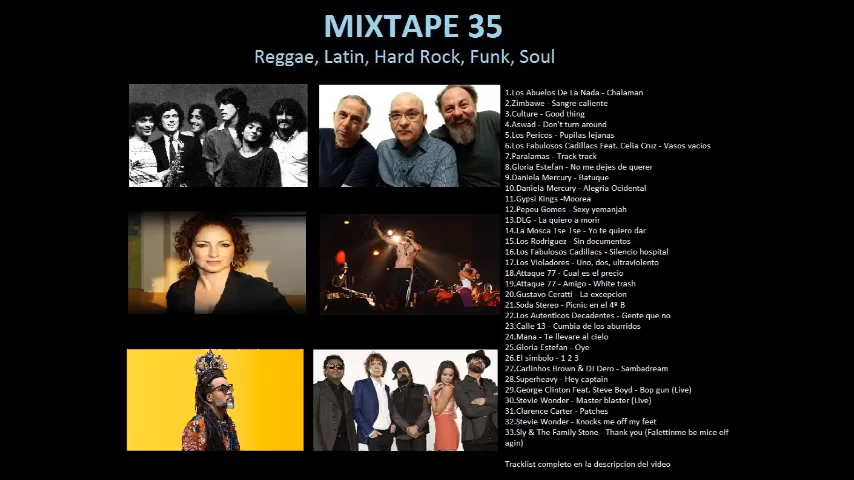 MIXTAPE 35
Reggae, Latin, Hard Rock, Funk, Soul
1.Los Abuelos De La Nada - Chalaman
2.Zimbawe - Sangre caliente
3.Culture - Good thing
4.Aswad - Don't turn around
5.Los Pericos - Pupilas lejanas
6.Los Fabulosos Cadillacs Feat. Celia Cruz - Vasos vacios
7.Paralamas - Track track
8.Gloria Estefan - No me dejes de querer
9.Daniela Mercury - Batuque
10.Daniela Mercury - Alegria Ocidental
11.Gypsi Kings -Moorea
12.Pepeu Gomes - Sexy yemanjah
13.DLG - La quiero a morir
14.La Mosca Tse Tse - Yo te quiero dar
15.Los Rodriguez - Sin documentos
16.Los Fabulosos Cadillacs - Silencio hospital
17.Los Violadores - Uno, dos, ultraviolento
18.Attaque 77 - Cual es el precio
19.Attaque 77 - Amigo - White trash
20.Gustavo Ceratti - La excepcion
21.Soda Stereo - Picnic en el 4º B
22.Los Autenticos Decadentes - Gente que no
23.Calle 13 - Cumbia de los aburridos
24.Mana - Te llevare al cielo
25.Gloria Estefan - Oye
26.El simbolo - 1 2 3
27.Carlinhos Brown & DJ Dero - Sambadream
28.Superheavy - Hey captain
29.George Clinton Feat. Steve Boyd - Bop gun (Live)
30.Stevie Wonder - Master blaster (Live)
31.Clarence Carter - Patches
32.Stevie Wonder - Knocks me off my feet
33.Sly & The Family Stone - Thank you (Falettinme be mice elf
agin)
Tracklist completo en la descripcion del video